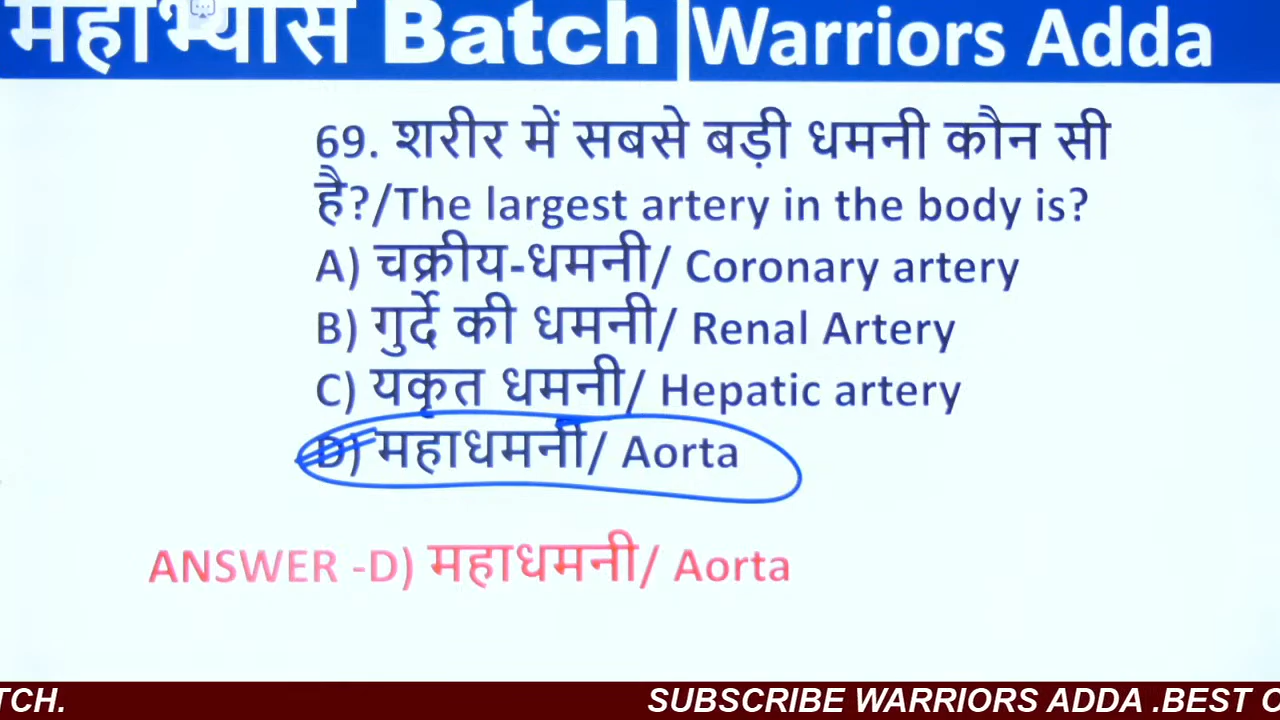 महाभ्यास Batch Warriors Adda
69. शरीर में सबसे बड़ी धमनी कौन सी
है?/The largest artery in the body is?
A) चक्रीय-धमनी/ Coronary artery
B) गुर्दे की धमनी/ Renal Artery
C) यकृत धमनी/ Hepatic artery
D) महाधमनी/ Aorta
ANSWER -D) महाधमनी/ Aorta
TCH. SUBSCRIBE WARRIORS ADDA .BEST